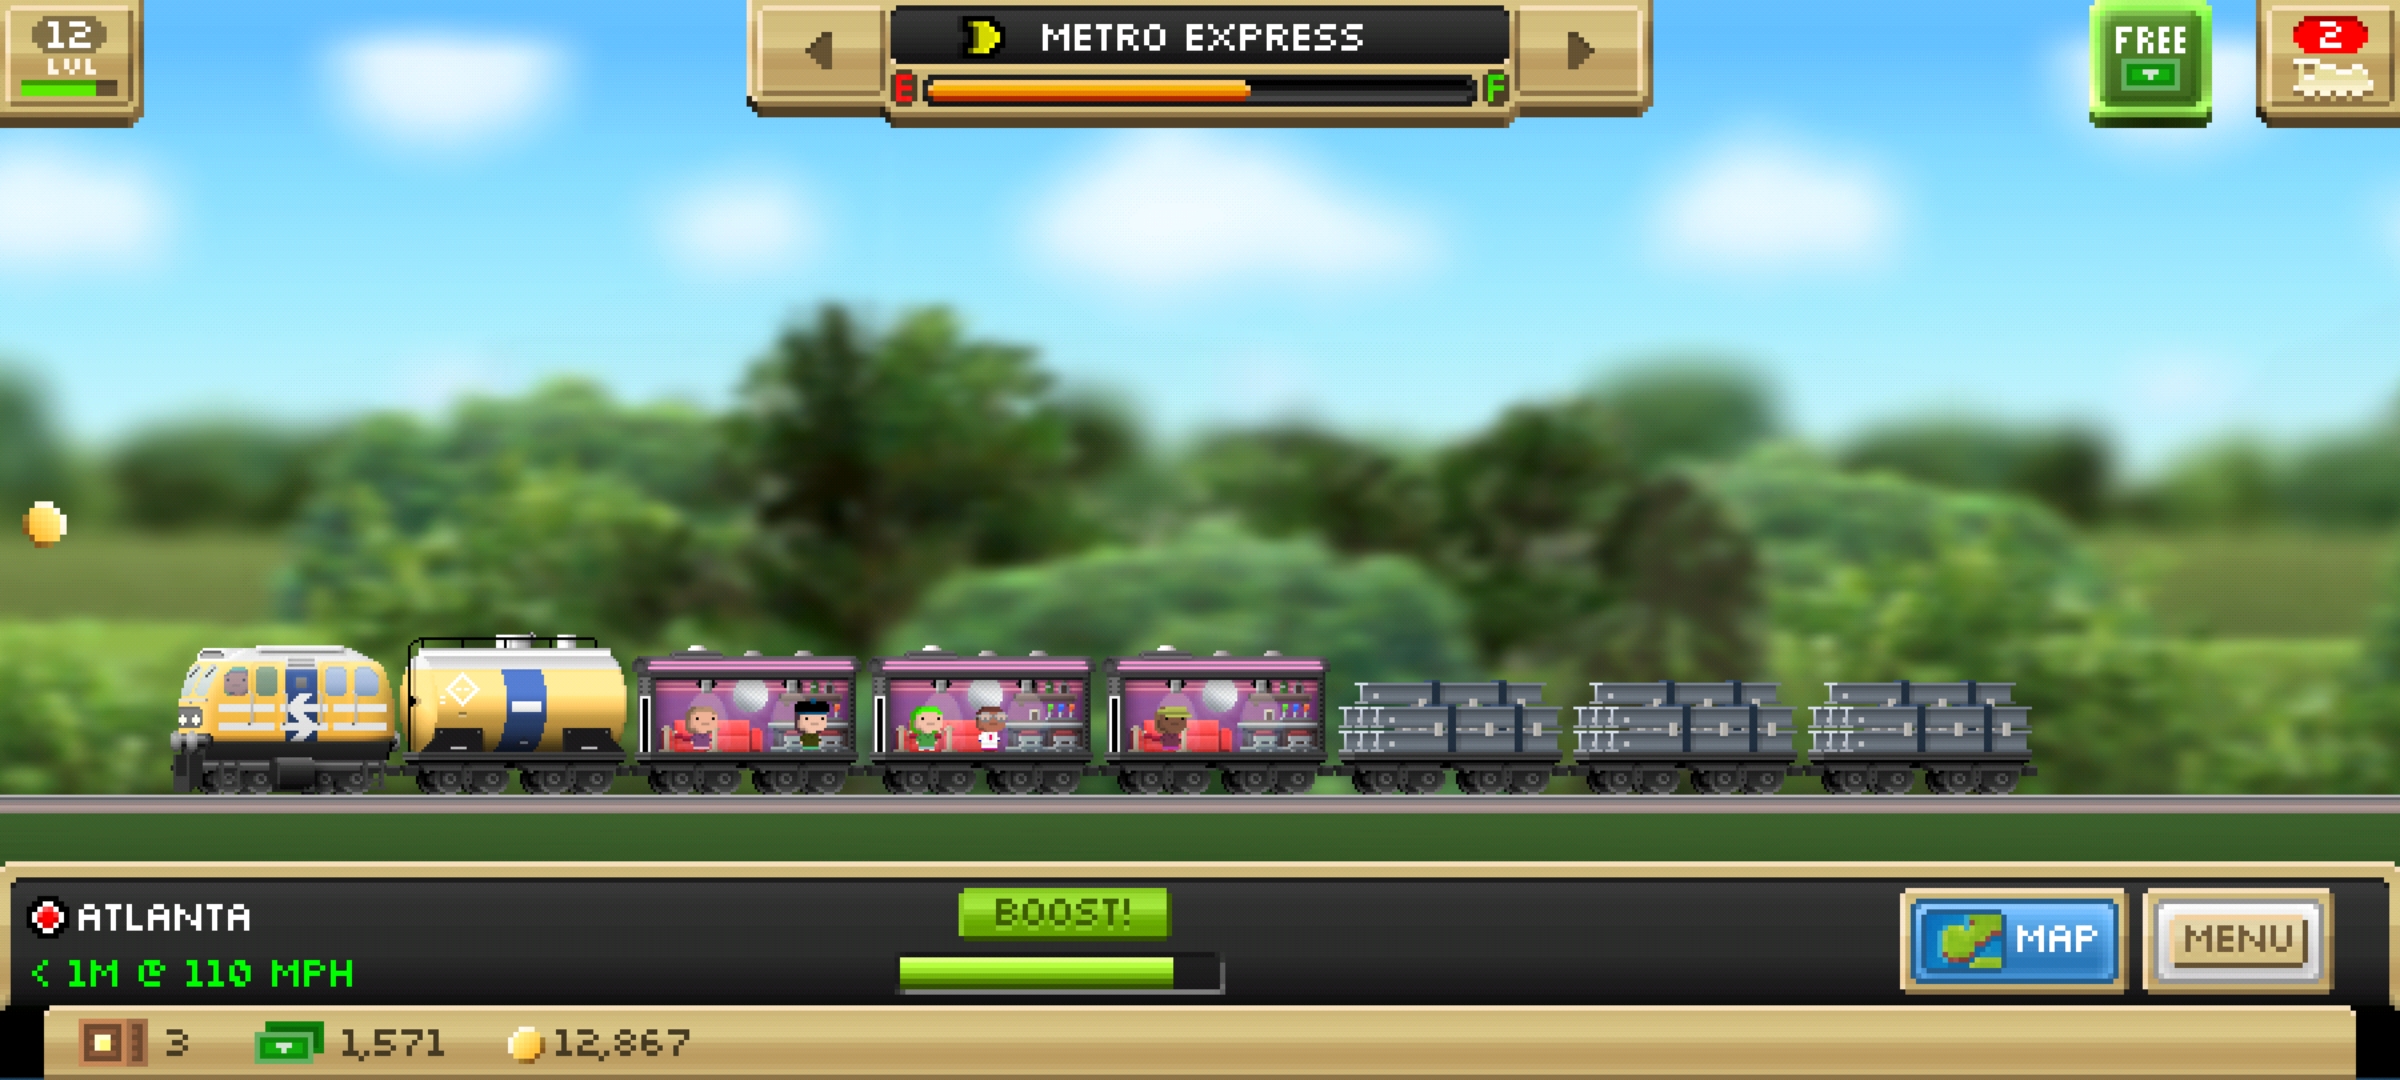 12
LVL
METRO EXPRESS
E F
FREE
2
ATLANTA
< 1M @ 110 MPH
BOOST!
MAP
MENU
3 1,571 12,867